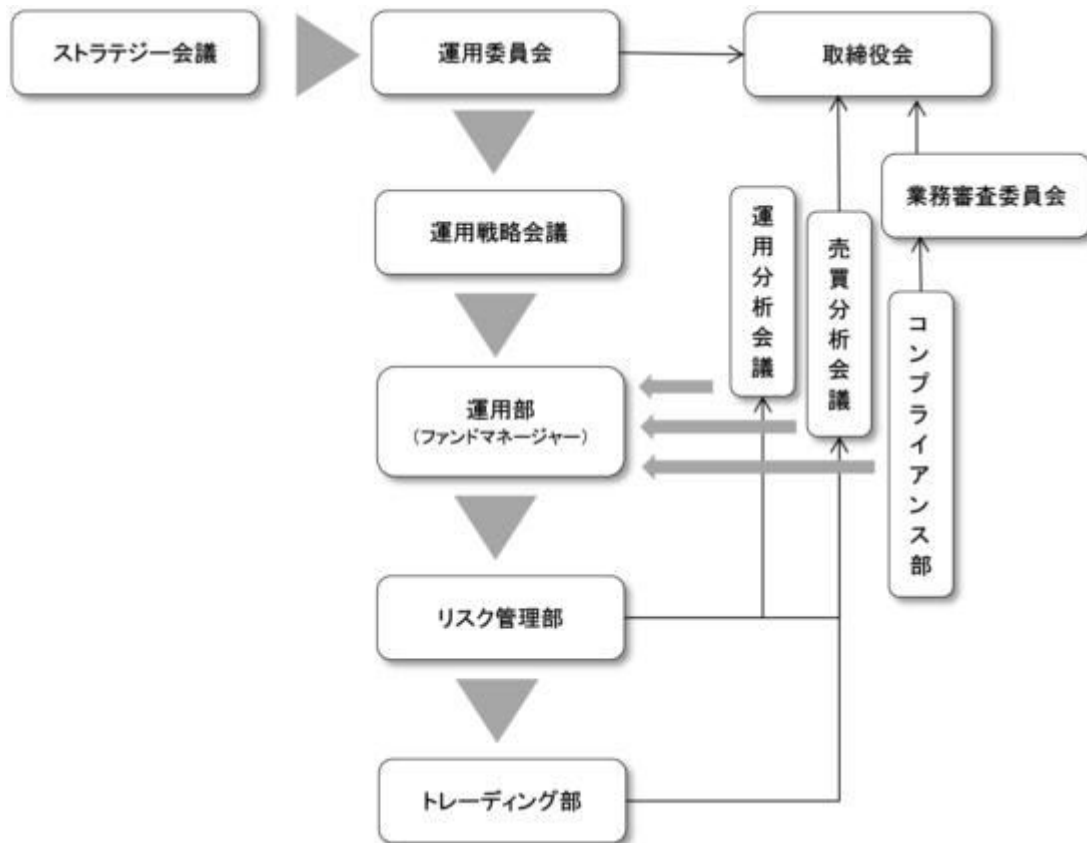 ストラテジー会議
運用委員会
取締役会
業務審査委員会
運用戦略会議
運用分析会議
売買分析会議
コンプライアンス部
運用部
(ファンドマネージャー)
リスク管理部
トレーディング部